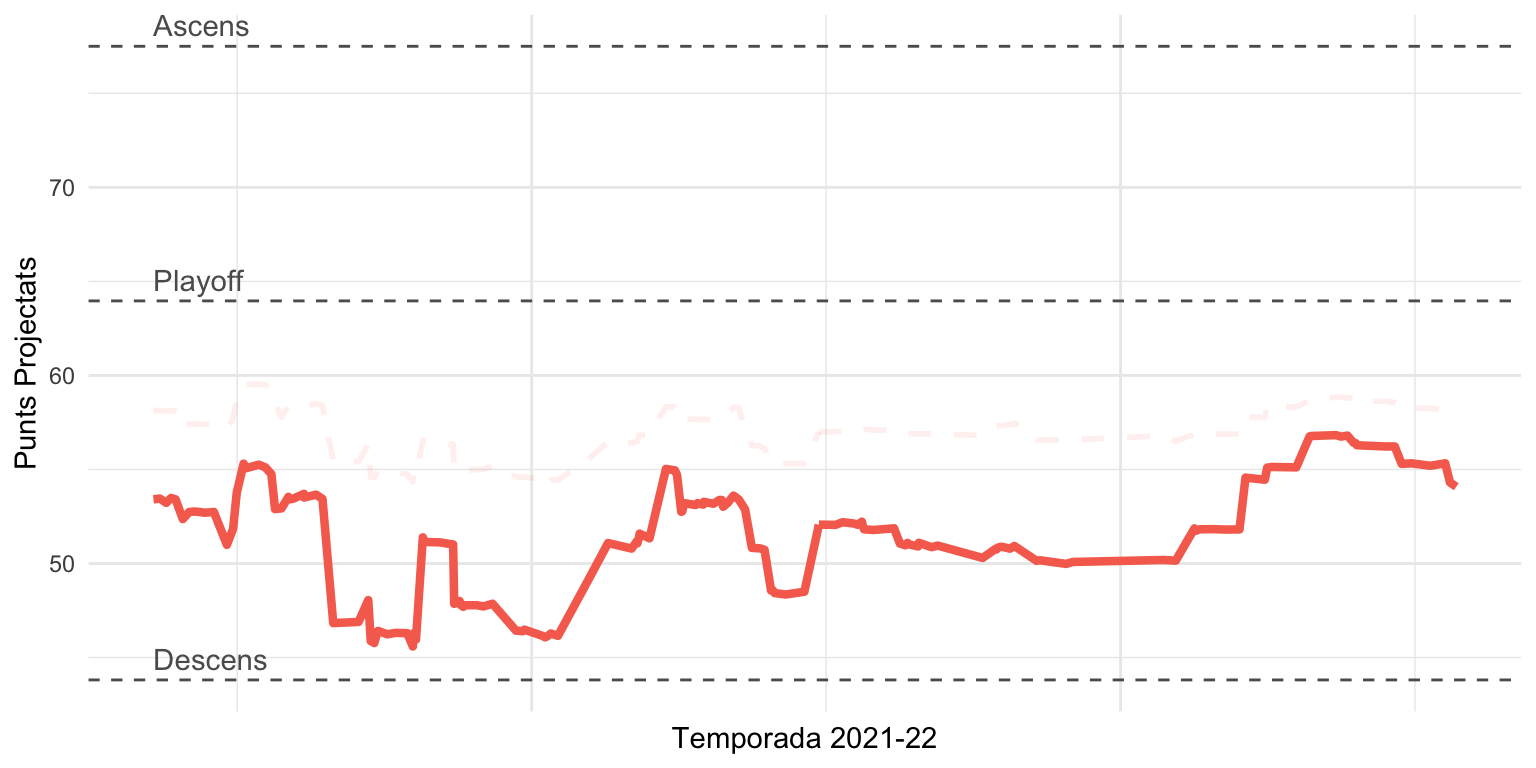 Ascens
70
Playoff
60
50
Descens
Punts Projectats
Temporada 2021-22